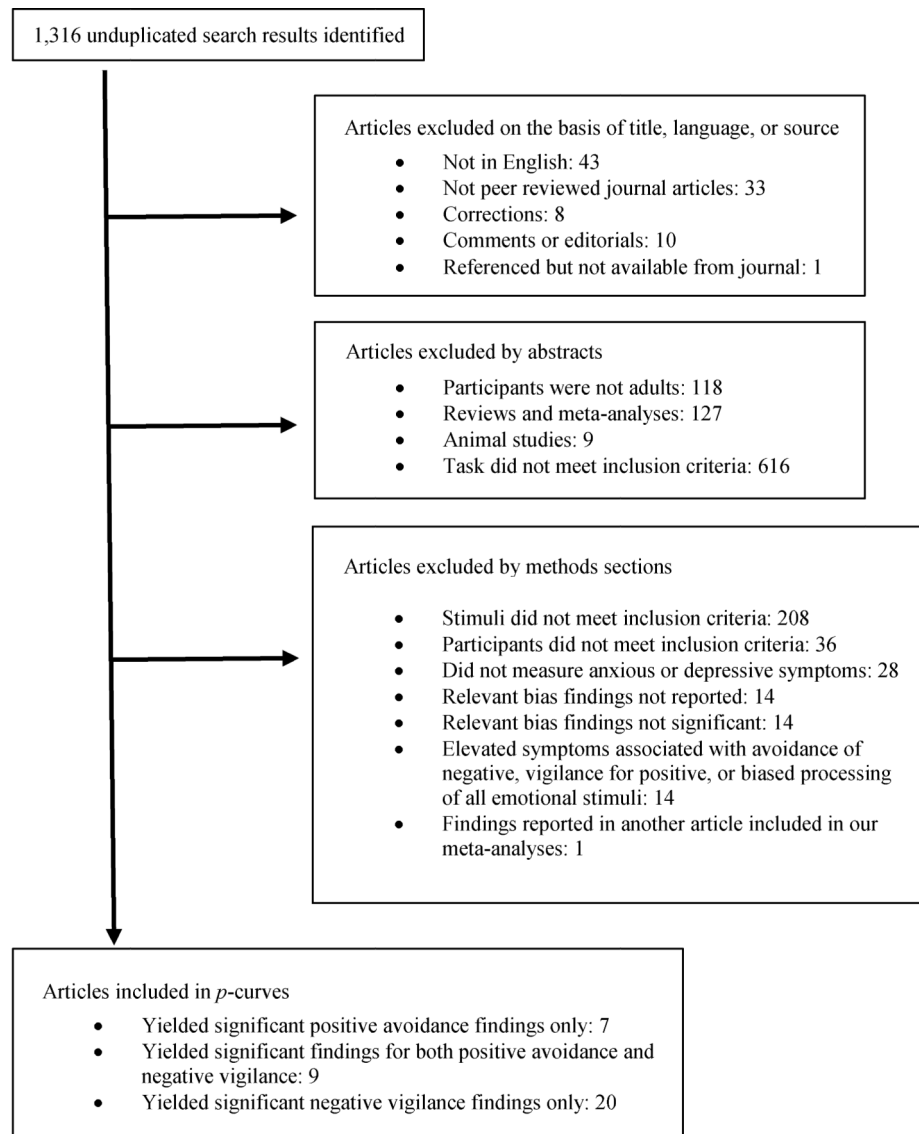 1,316 unduplicated search results identified
Articles excluded on the basis of title, language, or source
• Not in English: 43
• Not peer reviewed journal articles: 33
• Corrections: 8
• Comments or editorials: 10
• Referenced but not available from journal: 1
Articles excluded by abstracts
• Participants were not adults: 118
• Reviews and meta-analyses: 127
• Animal studies: 9
• Task did not meet inclusion criteria: 616
Articles excluded by methods sections
• Stimuli did not meet inclusion criteria: 208
• Participants did not meet inclusion criteria: 36
• Did not measure anxious or depressive symptoms: 28
• Relevant bias findings not reported: 14
• Relevant bias findings not significant: 14
• Elevated symptoms associated with avoidance of
negative, vigilance for positive, or biased processing
of all emotional stimuli: 14
• Findings reported in another article included in our
meta-analyses: 1
Articles included in p-curves
• Yielded significant positive avoidance findings only: 7
• Yielded significant findings for both positive avoidance and
negative vigilance: 9
• Yielded significant negative vigilance findings only: 20